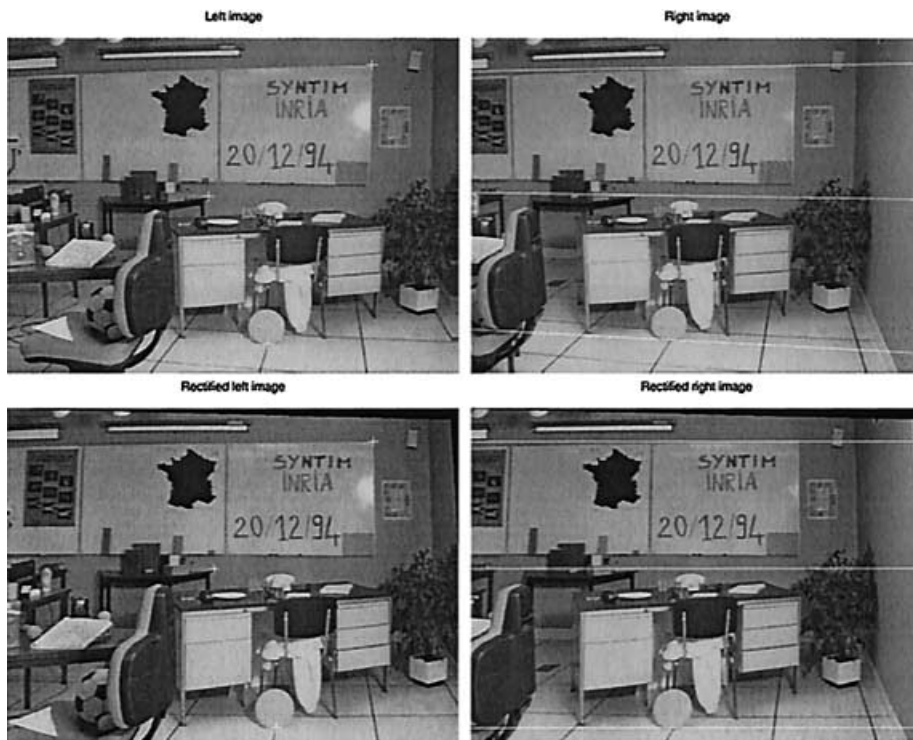 Left image
Right image
SYNTIM
INRIA
20/12/94
SYNTIM
INRIA
20/12/94
Rectified left image
Rectified right image
SYNTIM
INRIA
20/12/94
SYNTIM
INRIA
20/12/94